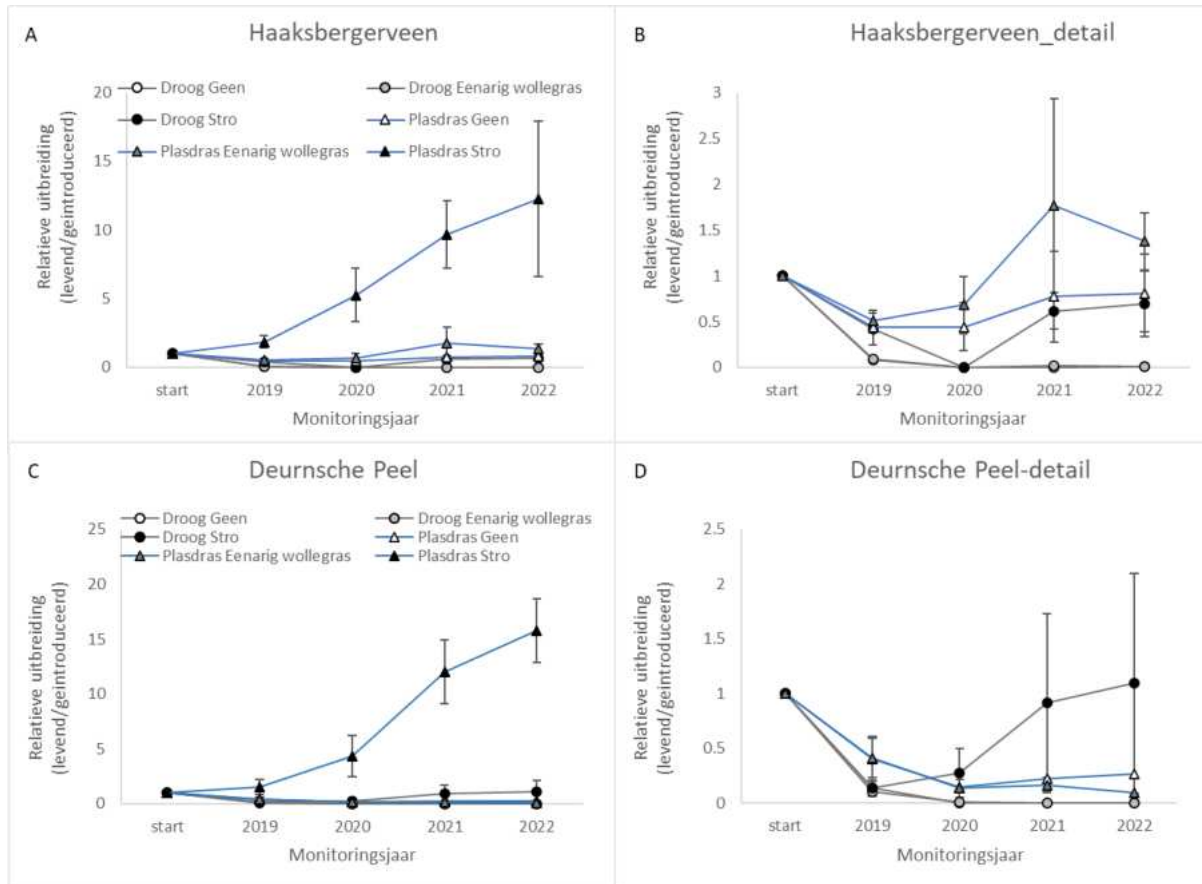 A
Haaksbergerveen
Droog Geen
Droog Eenarig wollegras
Droog Stro
Plasdras Geen
Plasdras Eenarig wollegras
Plasdras Stro
Relatieve uitbreiding
(levend/geintroduceerd)
20
15
10
5
0
start 2019 2020 2021 2022
Monitoringsjaar
B
Haaksbergerveen_detail
Relatieve uitbreiding
(levend/geintroduceerd)
3
2.5
2
1.5
1
0.5
0
start 2019 2020 2021 2022
Monitoringsjaar
C
Deurnsche Peel
Droog Geen
Droog Eenarig wollegras
Droog Stro
Plasdras Geen
Plasdras Eenarig wollegras
Plasdras Stro
Relatieve uitbreiding
(levend/geintroduceerd)
25
20
15
10
5
0
start 2019 2020 2021 2022
Monitoringsjaar
D
Deurnsche Peel-detail
Relatieve uitbreiding
(levend/geintroduceerd)
2.5
2
1.5
1
0.5
0
start 2019 2020 2021 2022
Monitoringsjaar